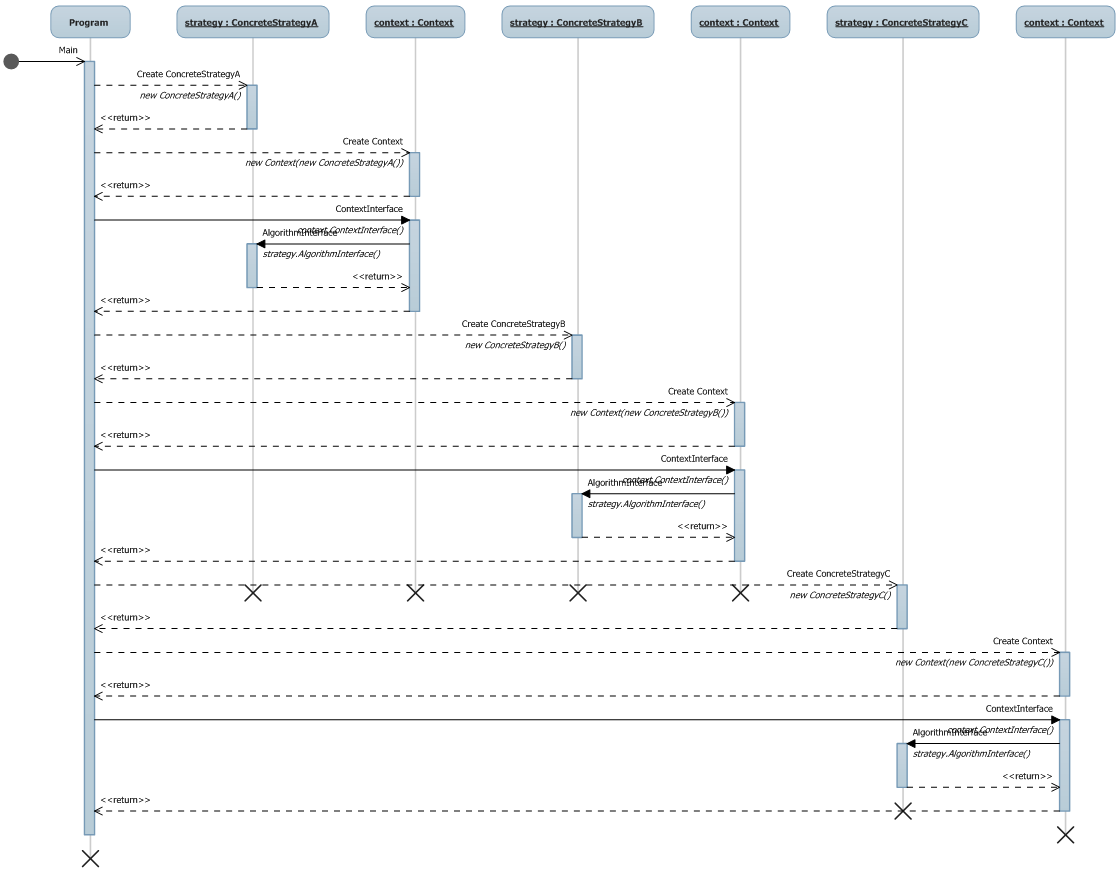 Program
strategy : ConcreteStrategyA
context : Context
strategy : ConcreteStrategyB
context : Context
strategy : ConcreteStrategyC
context : Context
Main
Create ConcreteStrategyA
new ConcreteStrategyA()
<<return>>
Create Context
new Context(new ConcreteStrategyA())
<<return>>
ContextInterface
context.ContextInterface()
AlgorithmInterface
strategy.AlgorithmInterface()
<<return>>
<<return>>
Create ConcreteStrategyB
new ConcreteStrategyB()
<<return>>
Create Context
new Context(new ConcreteStrategyB())
<<return>>
ContextInterface
context.ContextInterface()
AlgorithmInterface
strategy.AlgorithmInterface()
<<return>>
<<return>>
Create ConcreteStrategyC
new ConcreteStrategyC()
<<return>>
Create Context
new Context(new ConcreteStrategyC())
<<return>>
ContextInterface
context.ContextInterface()
AlgorithmInterface
strategy.AlgorithmInterface()
<<return>>
<<return>>